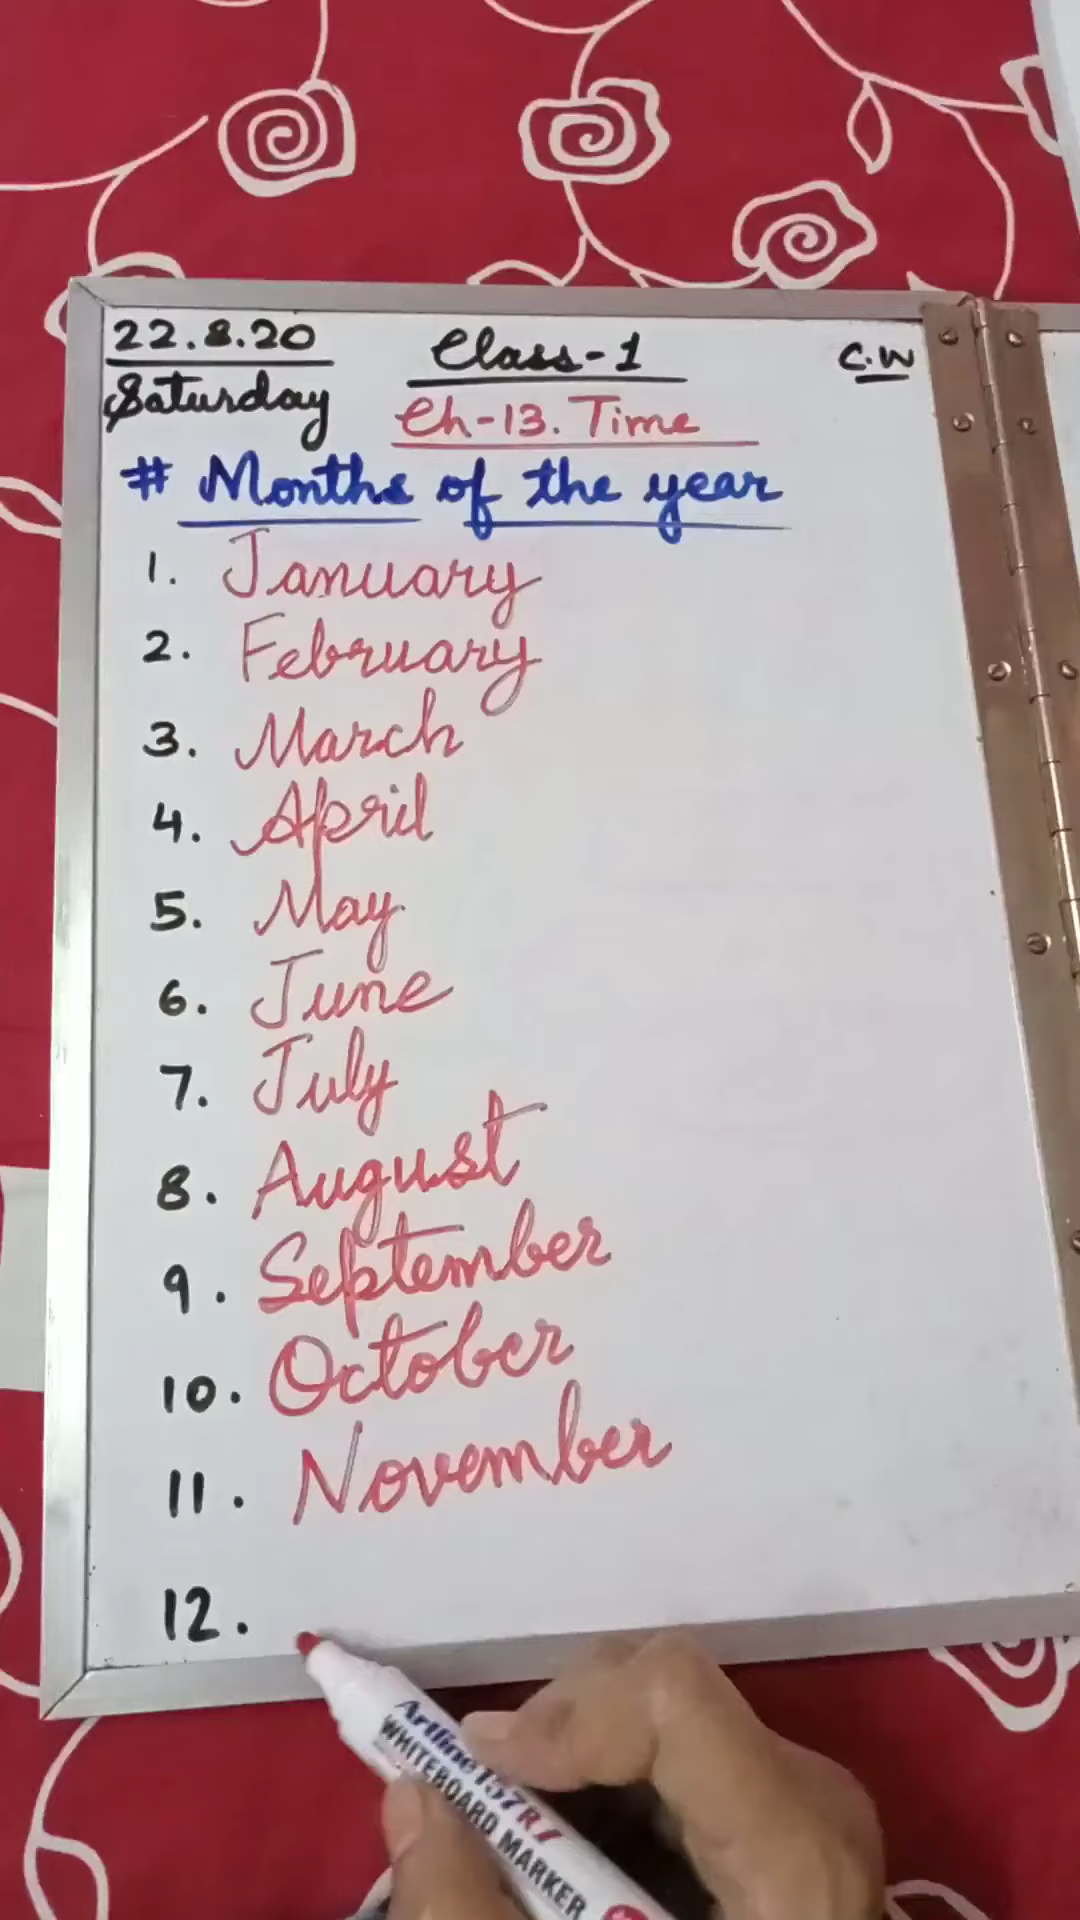 22.8.20 Class-1 C.W
Saturday Ch-13. Time
# Months of the year
1. January
2. February
3. March
4. April
5. May
6. June
7. July
8. August
9. September
10. October
11. November
12.
Artline 157R
WHITEBOARD MARKER